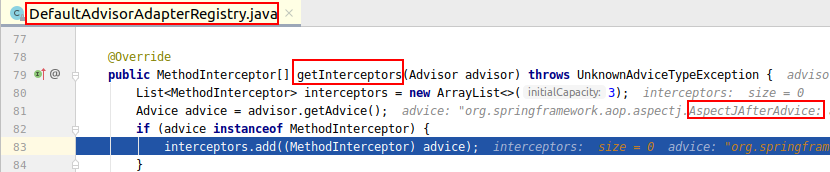 DefaultAdvisorAdapterRegistry.java ×
77
78 @Override
79 @ public MethodInterceptor[] getInterceptors(Advisor advisor) throws UnknownAdviceTypeException { adviso
80 List<MethodInterceptor> interceptors = new ArrayList<>( initialCapacity: 3); interceptors: size = 0
81 Advice advice = advisor.getAdvice(); advice: "org.springframework.aop.aspectj.AspectJAfterAdvice:
82 if (advice instanceof MethodInterceptor) {
83 interceptors.add((MethodInterceptor) advice); interceptors: size = 0 advice: "org.springfram
84 }